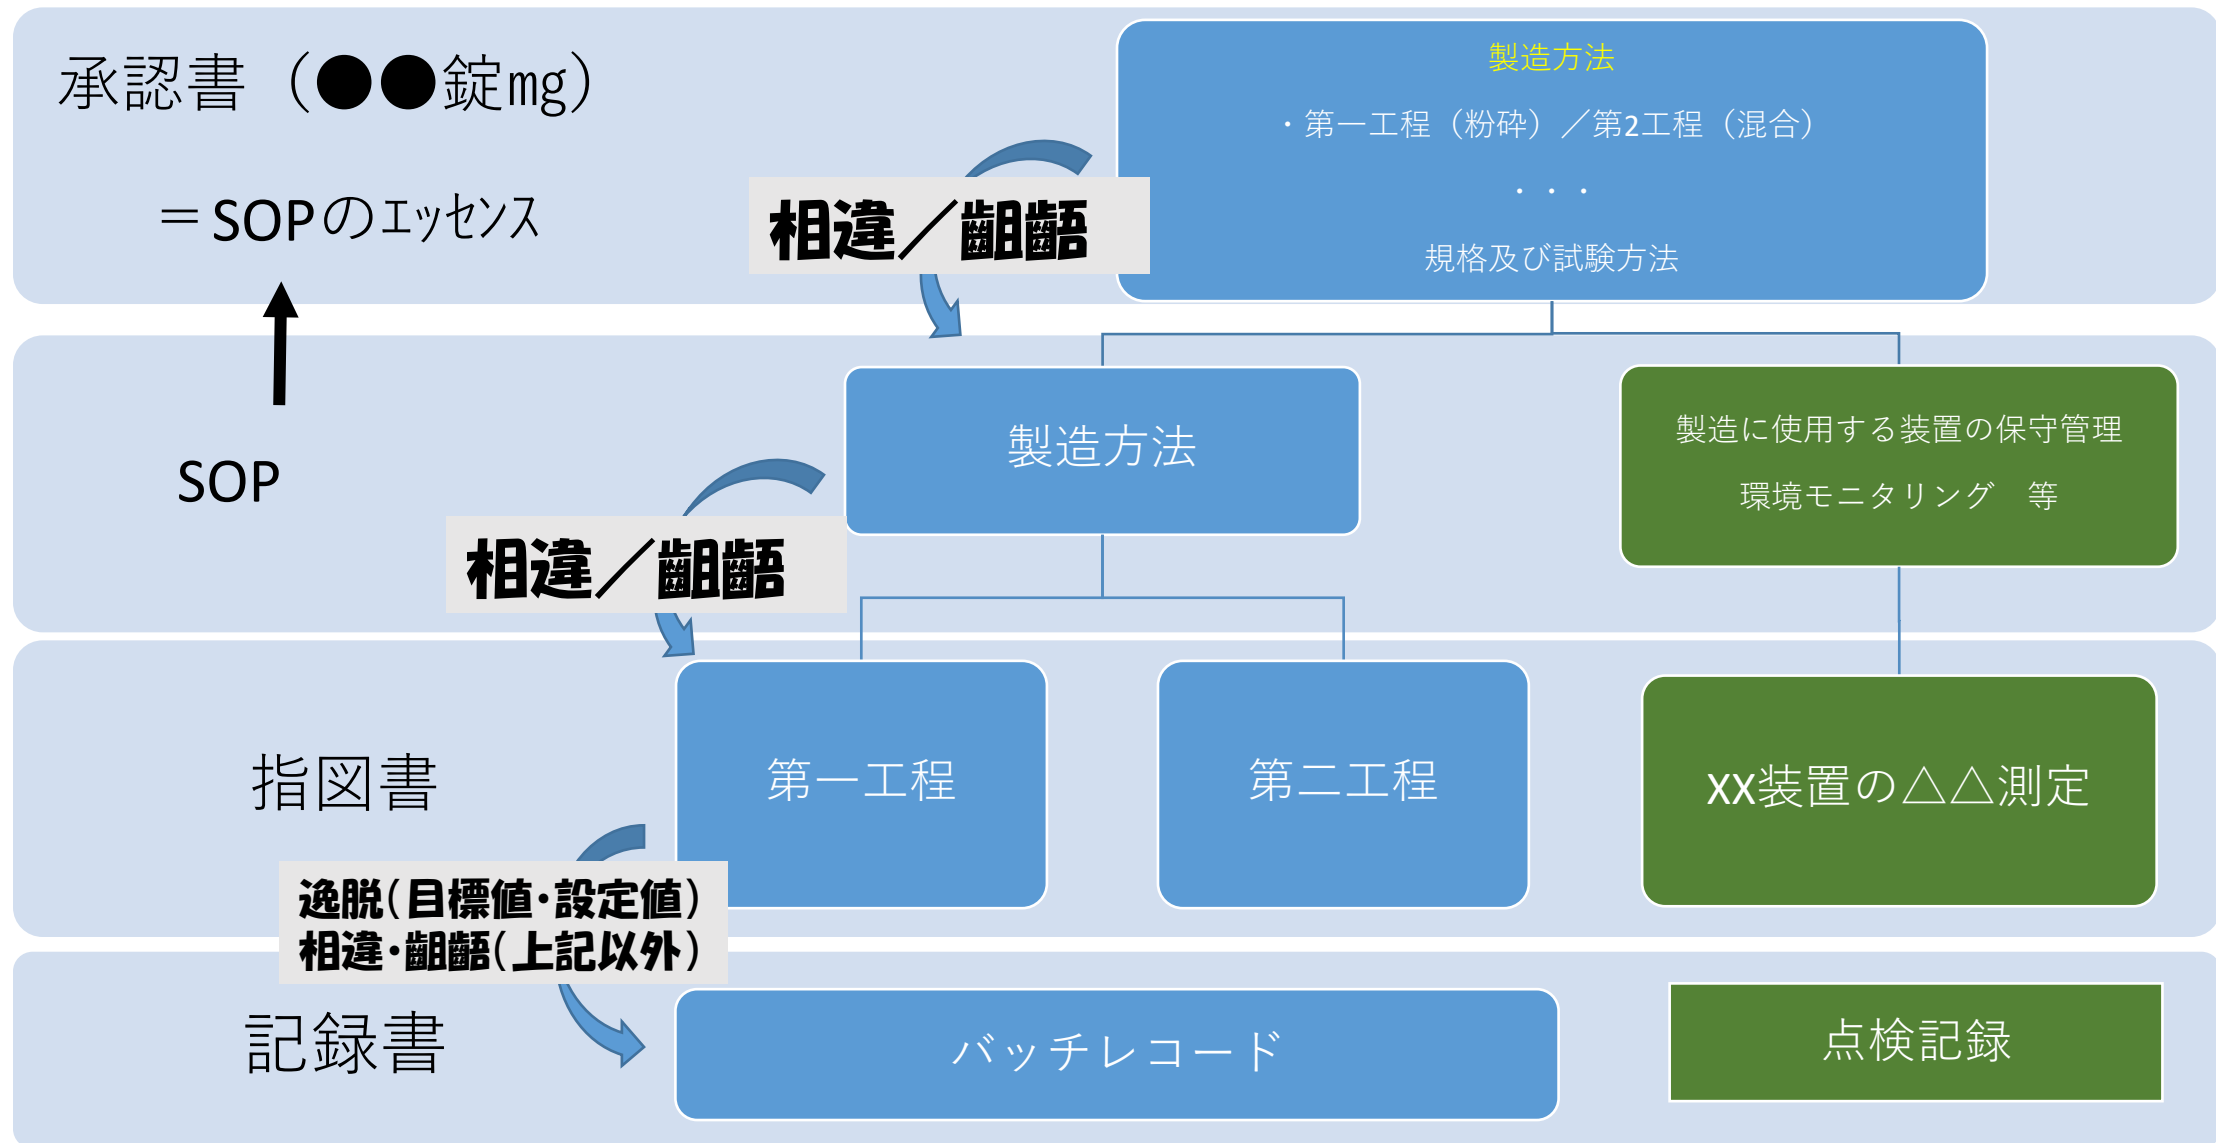 承認書（●●錠㎎）
＝SOPのｴｯｾﾝｽ
製造方法
・第一工程（粉砕）／第2工程（混合）
・・・
規格及び試験方法
相違／齟齬
SOP
製造方法
製造に使用する装置の保守管理
環境モニタリング　等
相違／齟齬
指図書
第一工程
第二工程
XX装置の△△測定
逸脱(目標値・設定値)
相違・齟齬(上記以外)
記録書
バッチレコード
点検記録